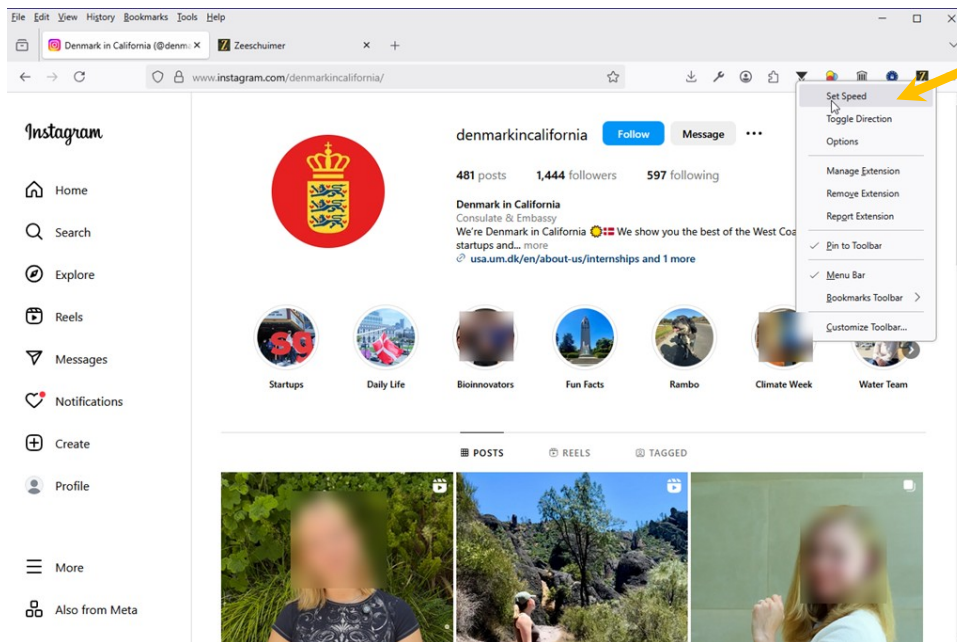 File Edit View History Bookmarks Tools Help
Denmark in California (@denma
Zeeschuimer
www.instagram.com/denmarkincalifornia/
Set Speed
Toggle Direction
Options
Manage Extension
Remove Extension
Report Extension
Pin to Toolbar
Menu Bar
Bookmarks Toolbar
Customize Toolbar...
Instagram
Home
Search
Explore
Reels
Messages
Notifications
Create
Profile
More
Also from Meta
denmarkincalifornia Follow Message
481 posts 1,444 followers 597 following
Denmark in California
Consulate & Embassy
We're Denmark in California We show you the best of the West Coa
startups and... more
usa.um.dk/en/about-us/internships and 1 more
Startups Daily Life Bioinnovators Fun Facts Rambo Climate Week Water Team
POSTS REELS TAGGED